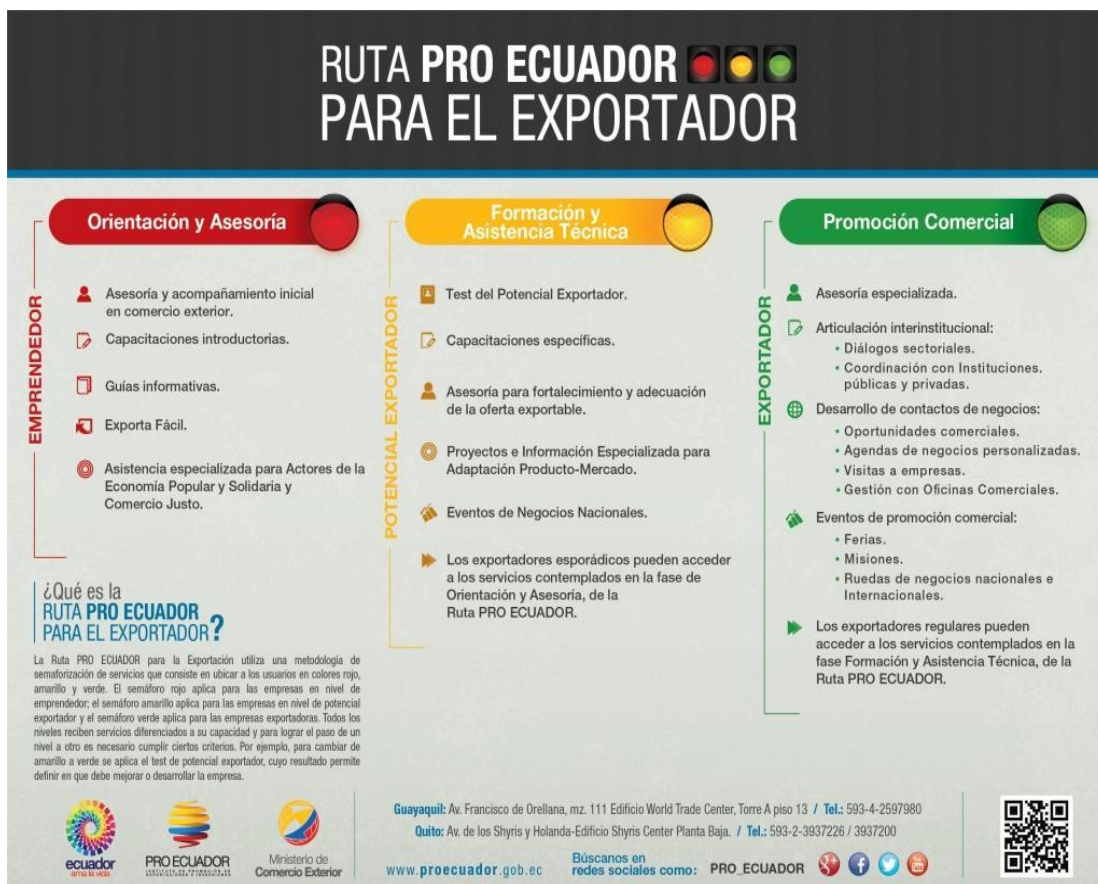 RUTA PRO ECUADOR
PARA EL EXPORTADOR
Orientación y Asesoría
EMPRENDEDOR
Asesoría y acompañamiento inicial
en comercio exterior.
Capacitaciones introductorias.
Guías informativas.
Exporta Fácil.
Asistencia especializada para Actores de la
Economía Popular y Solidaria y
Comercio Justo.
Formación y
Asistencia Técnica
POTENCIAL EXPORTADOR
Test del Potencial Exportador.
Capacitaciones específicas.
Asesoría para fortalecimiento y adecuación
de la oferta exportable.
Proyectos e Información Especializada para
Adaptación Producto-Mercado.
Eventos de Negocios Nacionales.
Los exportadores esporádicos pueden acceder
a los servicios contemplados en la fase de
Orientación y Asesoría, de la
Ruta PRO ECUADOR.
Promoción Comercial
EXPORTADOR
Asesoría especializada.
Articulación interinstitucional:
• Diálogos sectoriales.
• Coordinación con Instituciones.
públicas y privadas.
Desarrollo de contactos de negocios:
• Oportunidades comerciales.
• Agendas de negocios personalizadas.
• Visitas a empresas.
• Gestión con Oficinas Comerciales.
Eventos de promoción comercial:
• Ferias.
• Misiones.
• Ruedas de negocios nacionales e
Internacionales.
Los exportadores regulares pueden
acceder a los servicios contemplados en la
fase Formación y Asistencia Técnica, de la
Ruta PRO ECUADOR.
¿Qué es la
RUTA PRO ECUADOR
PARA EL EXPORTADOR?
La Ruta PRO ECUADOR para la Exportación utiliza una metodología de
semaforización de servicios que consiste en ubicar a los usuarios en colores rojo,
amarillo y verde. El semáforo rojo aplica para las empresas en nivel de
emprendedor; el semáforo amarillo aplica para las empresas en nivel de potencial
exportador y el semáforo verde aplica para las empresas exportadoras. Todos los
niveles reciben servicios diferenciados a su capacidad y para lograr el paso de un
nivel a otro es necesario cumplir ciertos criterios. Por ejemplo, para cambiar de
amarillo a verde se aplica el test de potencial exportador, cuyo resultado permite
definir en que debe mejorar o desarrollar la empresa.
ecuador
ama la vida
PRO ECUADOR
INSTITUTO DE PROMOCIÓN DE
EXPORTACIONES E INVERSIONES
Ministerio de
Comercio Exterior
Guayaquil: Av. Francisco de Orellana, mz. 111 Edificio World Trade Center, Torre A piso 13 / Tel.: 593-4-2597980
Quito: Av. de los Shyris y Holanda-Edificio Shyris Center Planta Baja. / Tel.: 593-2-3937226 / 3937200
www.proecuador.gob.ec
Búscanos en
redes sociales como: PRO_ECUADOR